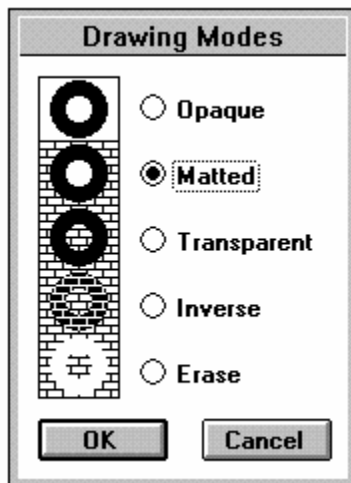 Drawing Modes
Opaque
Matted
Transparent
Inverse
Erase
OK Cancel